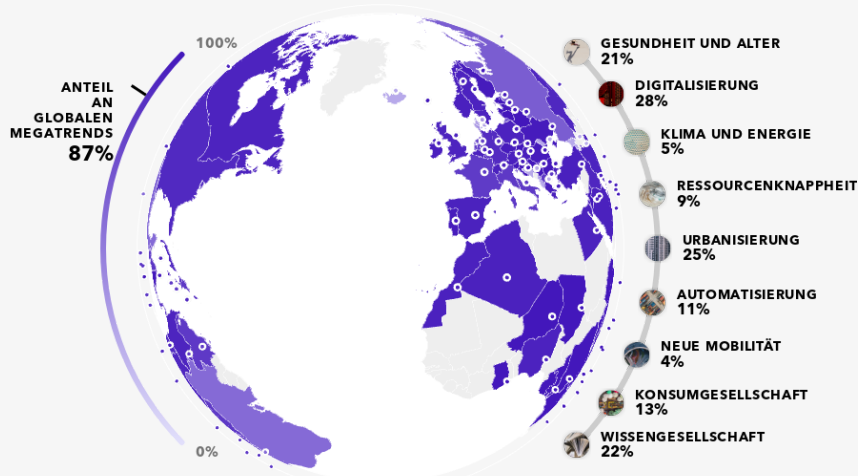 100%
ANTEIL
AN
GLOBALEN
MEGATRENDS
87%
0%
GESUNDHEIT UND ALTER
21%
DIGITALISIERUNG
28%
KLIMA UND ENERGIE
5%
RESSOURCENKNAPPHEIT
9%
URBANISIERUNG
25%
AUTOMATISIERUNG
11%
NEUE MOBILITÄT
4%
KONSUMGESELLSCHAFT
13%
WISSENGESELLSCHAFT
22%